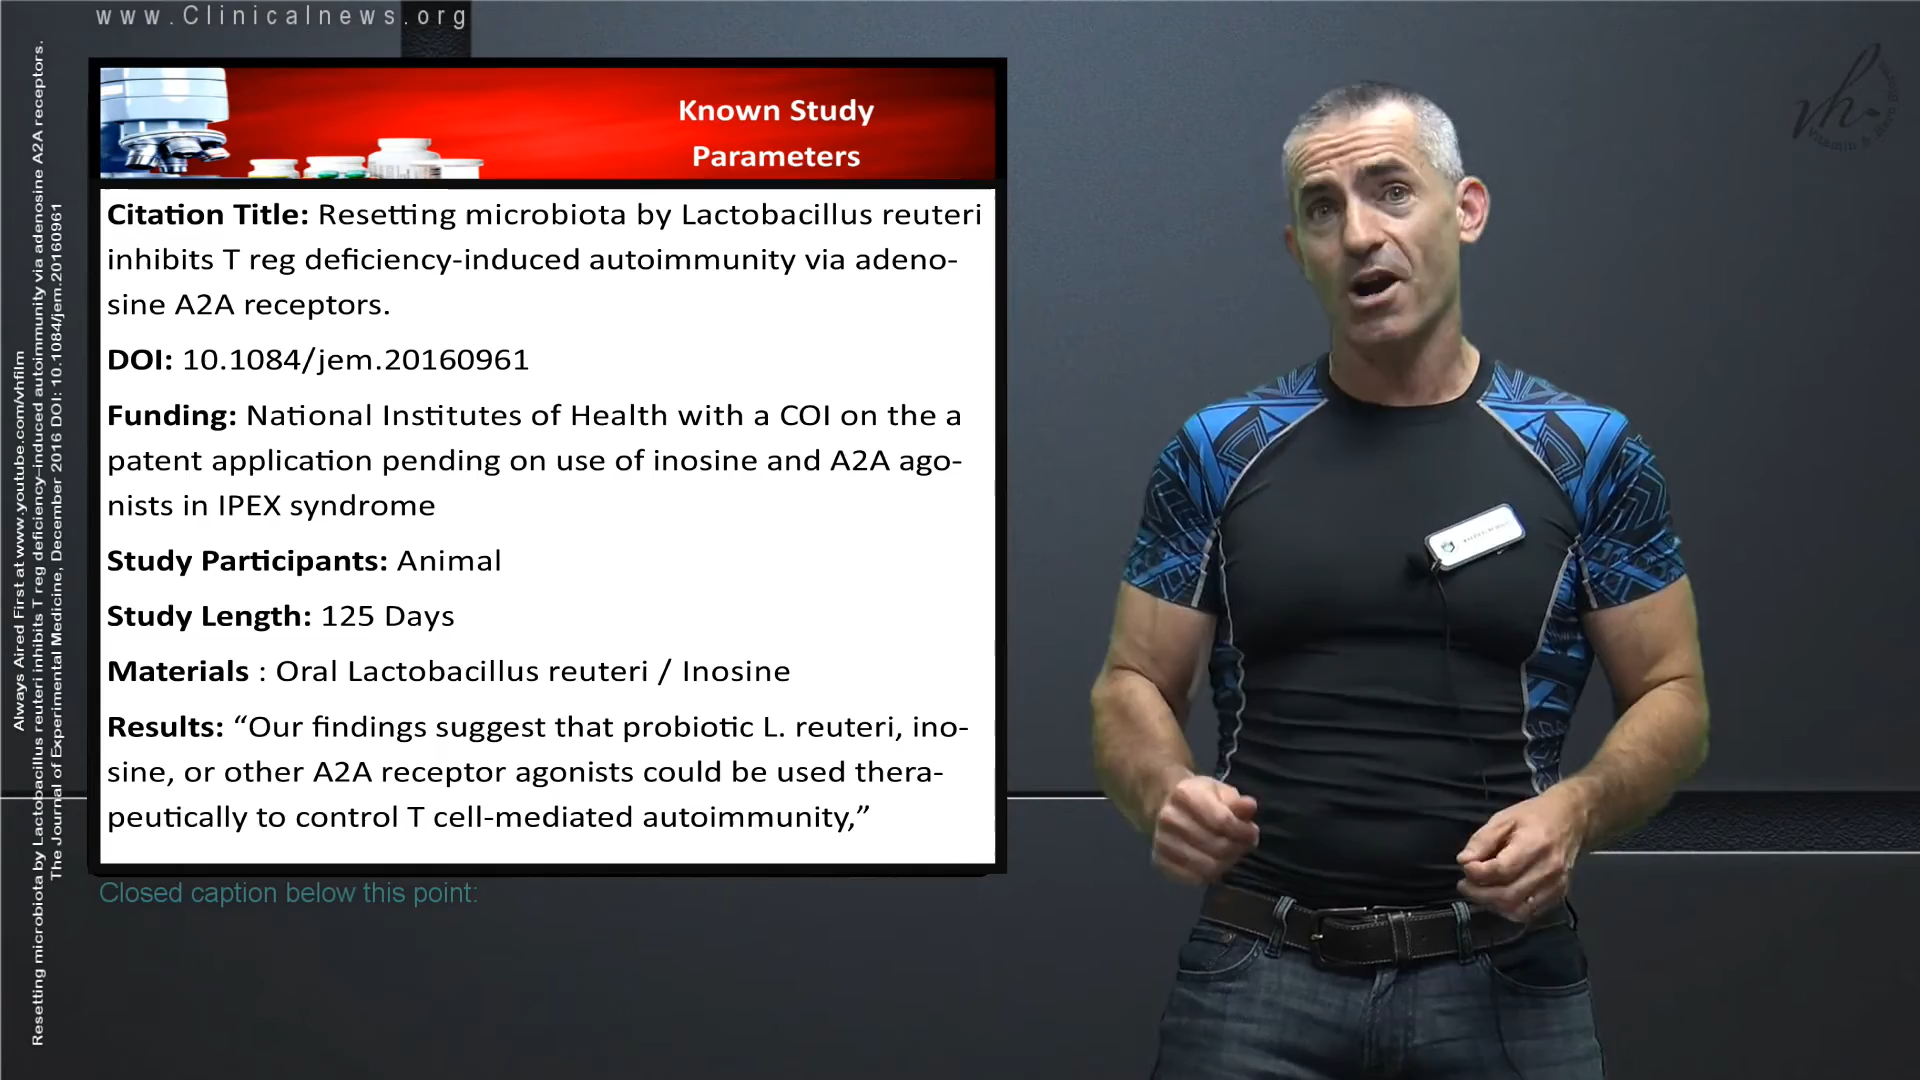 www.Clinicalnews.org
Known Study
Parameters
Citation Title: Resetting microbiota by Lactobacillus reuteri
inhibits T reg deficiency-induced autoimmunity via adeno-
sine A2A receptors.
DOI: 10.1084/jem.20160961
Funding: National Institutes of Health with a COI on the a
patent application pending on use of inosine and A2A ago-
nists in IPEX syndrome
Study Participants: Animal
Study Length: 125 Days
Materials : Oral Lactobacillus reuteri / Inosine
Results: “Our findings suggest that probiotic L. reuteri, ino-
sine, or other A2A receptor agonists could be used thera-
peutically to control T cell-mediated autoimmunity,”
Closed caption below this point:
Always Aired First at www.youtube.com/vhfilm
Resetting microbiota by Lactobacillus reuteri inhibits T reg deficiency-induced autoimmunity via adenosine A2A receptors.
The Journal of Experimental Medicine, December 2016 DOI: 10.1084/jem.20160961
vh